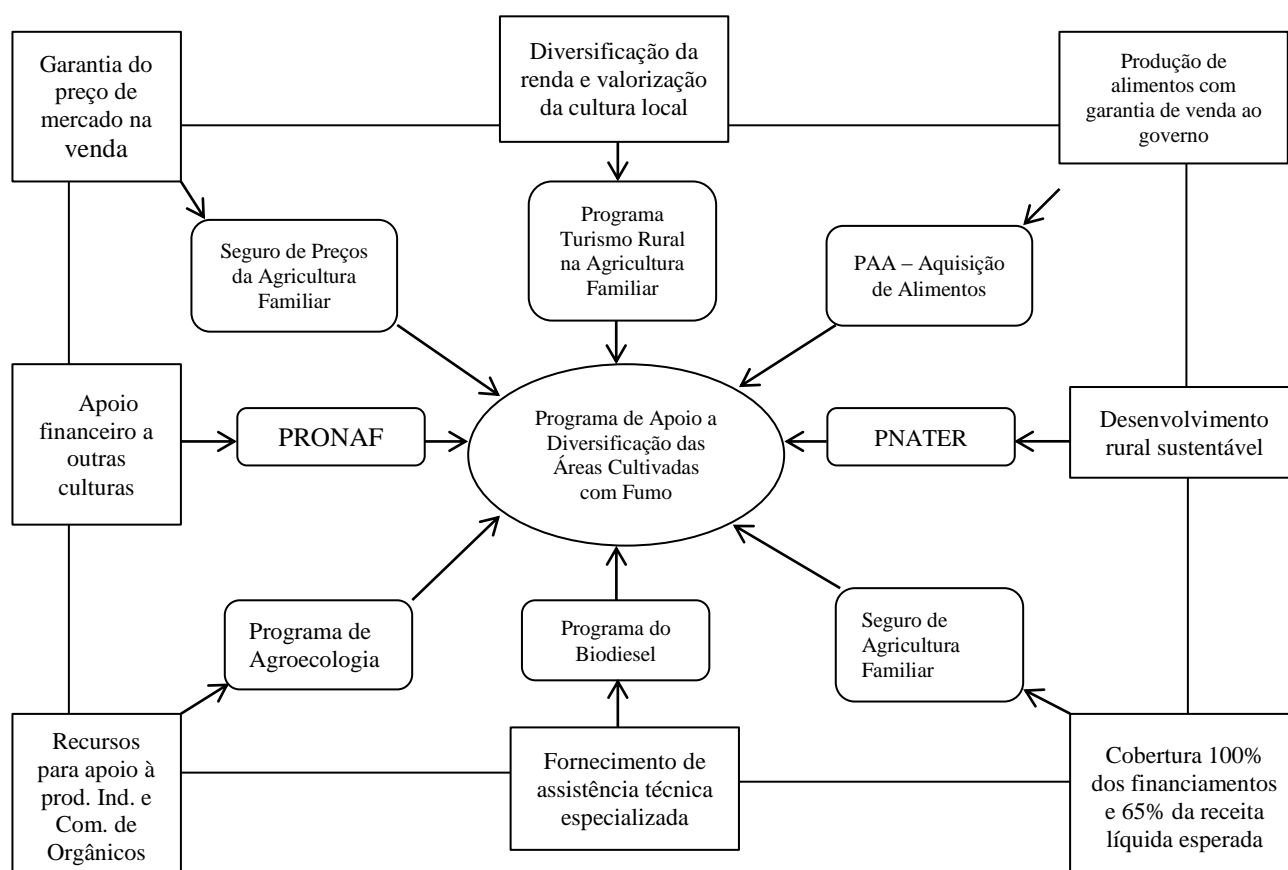 Garantia do
preço de
mercado na
venda
Diversificação da
renda e valorização
da cultura local
Produção de
alimentos com
garantia de venda ao
governo
Seguro de Preços
da Agricultura
Familiar
Programa
Turismo Rural
na Agricultura
Familiar
PAA – Aquisição
de Alimentos
Apoio
financeiro a
outras
culturas
PRONAF
Programa de Apoio a
Diversificação das
Áreas Cultivadas
com Fumo
PNATER
Desenvolvimento
rural sustentável
Programa de
Agroecologia
Programa do
Biodiesel
Seguro de
Agricultura
Familiar
Recursos
para apoio à
prod. Ind. e
Com. de
Orgânicos
Fornecimento de
assistência técnica
especializada
Cobertura 100%
dos financiamentos
e 65% da receita
líquida esperada